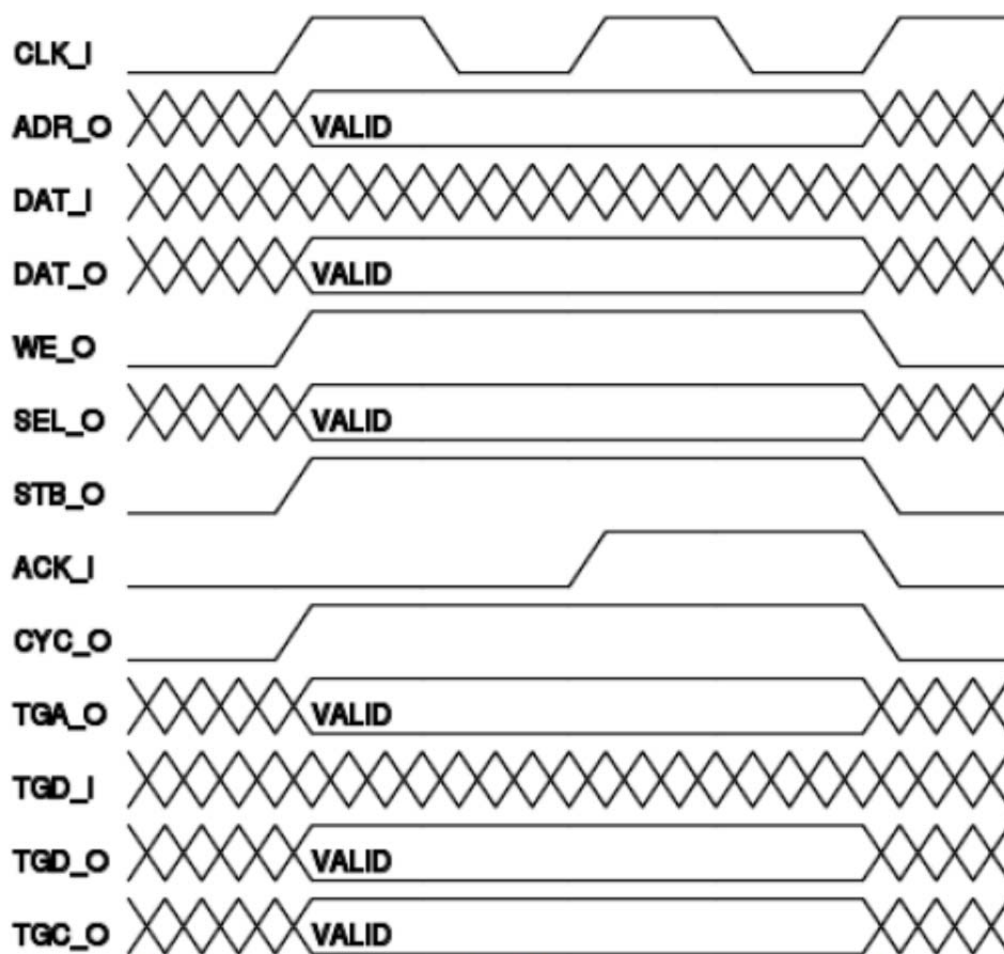 CLK_I
ADR_O VALID
DAT_I
DAT_O VALID
WE_O
SEL_O VALID
STB_O
ACK_I
CYC_O
TGA_O VALID
TGD_I
TGD_O VALID
TGC_O VALID